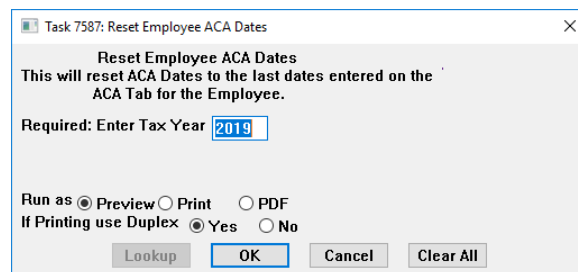 Task 7587: Reset Employee ACA Dates
Reset Employee ACA Dates
This will reset ACA Dates to the last dates entered on the
ACA Tab for the Employee.
Required: Enter Tax Year 2019
Run as Preview Print PDF
If Printing use Duplex Yes No
Lookup OK Cancel Clear All